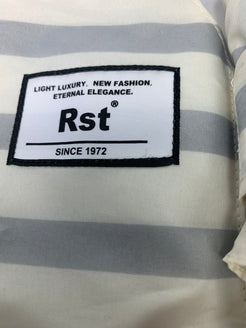 LIGHT LUXURY. NEW FASHION.
ETERNAL ELEGANCE.
Rst®
SINCE 1972